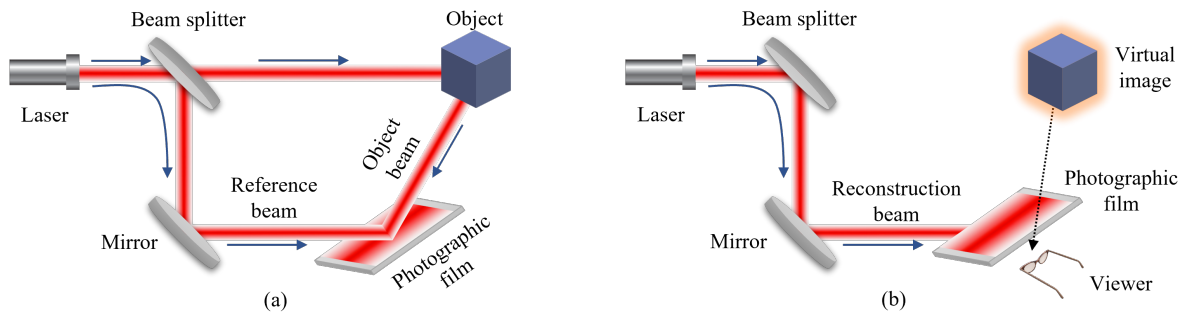 Beam splitter
Object
Laser
Object
beam
Reference
beam
Mirror
Photographic
film
(a)
Beam splitter
Virtual
image
Laser
Reconstruction
beam
Photographic
film
Mirror
Viewer
(b)